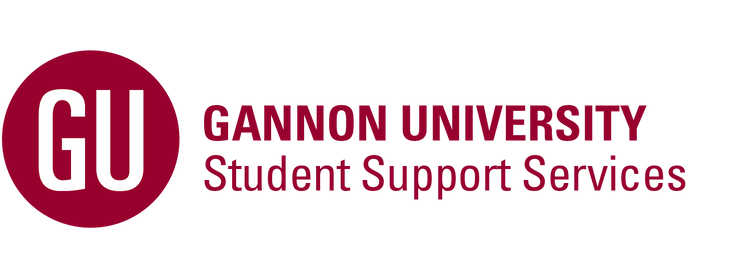 GU
GANNON UNIVERSITY
Student Support Services